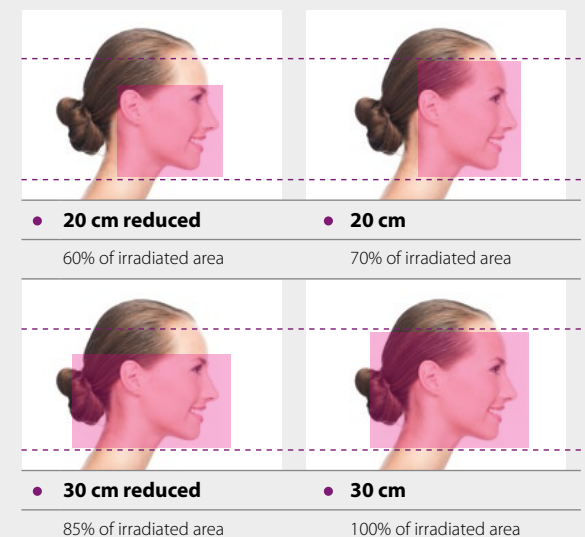 20 cm reduced
20 cm
60% of irradiated area
70% of irradiated area
30 cm reduced
30 cm
85% of irradiated area
100% of irradiated area